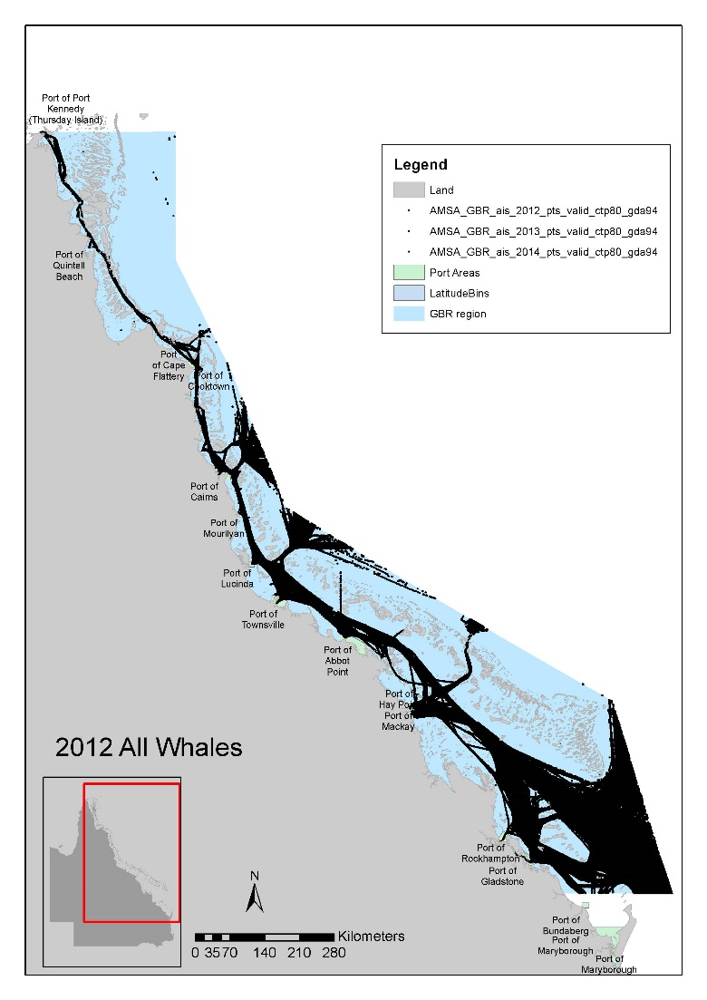 Port of Port
Kennedy
(Thursday Island)
Legend
Land
AMSA_GBR_ais_2012_pts_valid_ctp80_gda94
AMSA_GBR_ais_2013_pts_valid_ctp80_gda94
AMSA_GBR_ais_2014_pts_valid_ctp80_gda94
Port Areas
LatitudeBins
GBR region
Port of
Quintell
Beach
Port
of Cape
Flattery
Port of
Cooktown
Port of
Cairns
Port of
Mourilyan
Port of
Lucinda
Port of
Townsville
Port of
Abbot
Point
Port of
Hay Point
Port of
Mackay
2012 All Whales
Port of
Rockhampton
Port of
Gladstone
N
Kilometers
0 35 70 140 210 280
Port of
Bundaberg
Port of
Maryborough
Port of
Maryborough